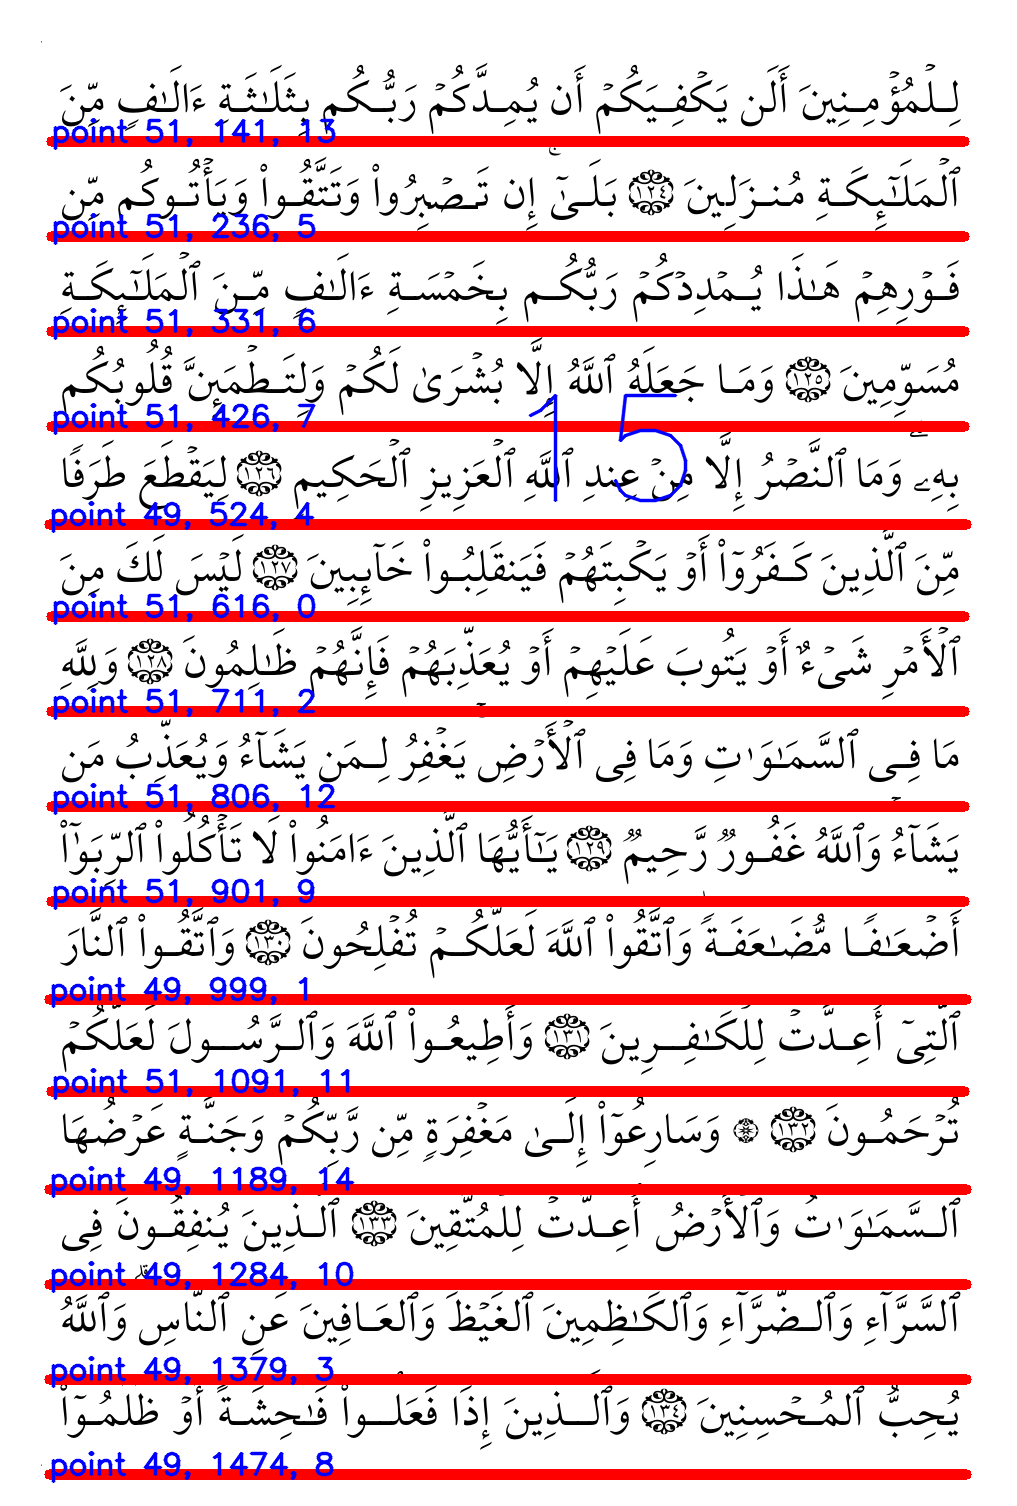 لِلْمُؤْمِنِينَ أَلَن يَكْفِيَكُمْ أَن يُمِدَّكُمْ رَبُّكُم بِثَلَٰثَةِ ءَالَٰفٍ مِّنَ
point 51, 141, 13
ٱلْمَلَٰٓئِكَةِ مُنزَلِينَ ١٢٤ بَلَىٰٓ ۚ إِن تَصْبِرُوا۟ وَتَتَّقُوا۟ وَيَأْتُوكُم مِّن
point 51, 236, 5
فَوْرِهِمْ هَٰذَا يُمْدِدْكُمْ رَبُّكُم بِخَمْسَةِ ءَالَٰفٍ مِّنَ ٱلْمَلَٰٓئِكَةِ
point 51, 331, 6
مُسَوِّمِينَ ١٢٥ وَمَا جَعَلَهُ ٱللَّهُ إِلَّا بُشْرَىٰ لَكُمْ وَلِتَطْمَئِنَّ قُلُوبُكُم
point 51, 426, 7
15
بِهِۦ وَمَا ٱلنَّصْرُ إِلَّا مِنْ عِندِ ٱللَّهِ ٱلْعَزِيزِ ٱلْحَكِيمِ ١٢٦ لِيَقْطَعَ طَرَفًا
point 49, 524, 4
مِّنَ ٱلَّذِينَ كَفَرُوٓا۟ أَوْ يَكْبِتَهُمْ فَيَنقَلِبُوا۟ خَآئِبِينَ ١٢٧ لَيْسَ لَكَ مِنَ
point 51, 616, 0
ٱلْأَمْرِ شَىْءٌ أَوْ يَتُوبَ عَلَيْهِمْ أَوْ يُعَذِّبَهُمْ فَإِنَّهُمْ ظَٰلِمُونَ ١٢٨ وَلِلَّهِ
point 51, 711, 2
مَا فِى ٱلسَّمَٰوَٰتِ وَمَا فِى ٱلْأَرْضِ يَغْفِرُ لِمَن يَشَآءُ وَيُعَذِّبُ مَن
point 51, 806, 12
يَشَآءُ وَٱللَّهُ غَفُورٌ رَّحِيمٌ ١٢٩ يَٰٓأَيُّهَا ٱلَّذِينَ ءَامَنُوا۟ لَا تَأْكُلُوا۟ ٱلرِّبَوٰٓا۟
point 51, 901, 9
أَضْعَٰفًا مُّضَٰعَفَةً وَٱتَّقُوا۟ ٱللَّهَ لَعَلَّكُمْ تُفْلِحُونَ ١٣٠ وَٱتَّقُوا۟ ٱلنَّارَ
point 49, 999, 1
ٱلَّتِىٓ أُعِدَّتْ لِلْكَٰفِرِينَ ١٣١ وَأَطِيعُوا۟ ٱللَّهَ وَٱلرَّسُولَ لَعَلَّكُمْ
point 51, 1091, 11
تُرْحَمُونَ ١٣٢ ۞ وَسَارِعُوٓا۟ إِلَىٰ مَغْفِرَةٍ مِّن رَّبِّكُمْ وَجَنَّةٍ عَرْضُهَا
point 49, 1189, 14
ٱلسَّمَٰوَٰتُ وَٱلْأَرْضُ أُعِدَّتْ لِلْمُتَّقِينَ ١٣٣ ٱلَّذِينَ يُنفِقُونَ فِى
point 49, 1284, 10
ٱلسَّرَّآءِ وَٱلضَّرَّآءِ وَٱلْكَٰظِمِينَ ٱلْغَيْظَ وَٱلْعَافِينَ عَنِ ٱلنَّاسِ ۗ وَٱللَّهُ
point 49, 1379, 3
يُحِبُّ ٱلْمُحْسِنِينَ ١٣٤ وَٱلَّذِينَ إِذَا فَعَلُوا۟ فَٰحِشَةً أَوْ ظَلَمُوٓا۟
point 49, 1474, 8